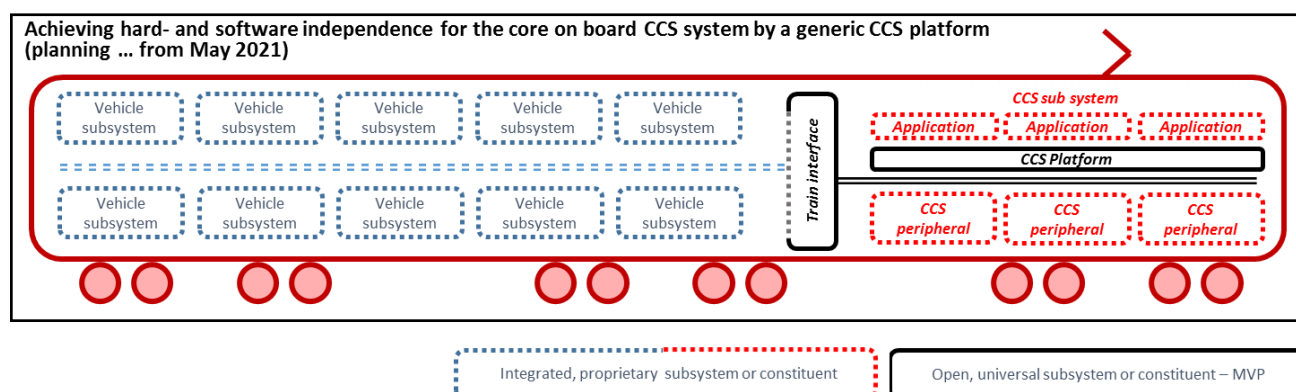 Achieving hard- and software independence for the core on board CCS system by a generic CCS platform
(planning ... from May 2021)
Vehicle
subsystem
Vehicle
subsystem
Vehicle
subsystem
Vehicle
subsystem
Vehicle
subsystem
Train interface
CCS sub system
Application
Application
Application
CCS Platform
Vehicle
subsystem
Vehicle
subsystem
Vehicle
subsystem
Vehicle
subsystem
Vehicle
subsystem
CCS
peripheral
CCS
peripheral
CCS
peripheral
Integrated, proprietary subsystem or constituent
Open, universal subsystem or constituent – MVP